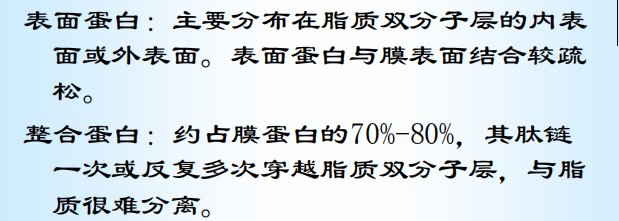 表面蛋白：主要分布在脂质双分子层的内表
面或外表面。表面蛋白与膜表面结合较疏
松。
整合蛋白：约占膜蛋白的70%-80%，其肽链
一次或反复多次穿越脂质双分子层，与脂
质很难分离。